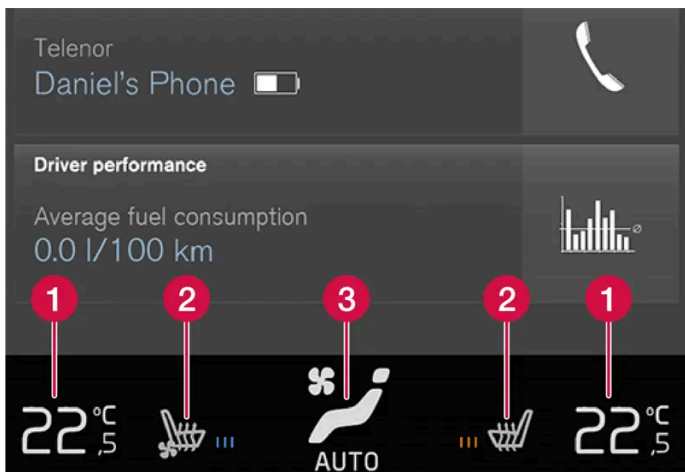 Telenor
Daniel's Phone
Driver performance
Average fuel consumption
0.0 l/100 km
1 2 3 2 1
22,5 °C 22,5 °C
AUTO